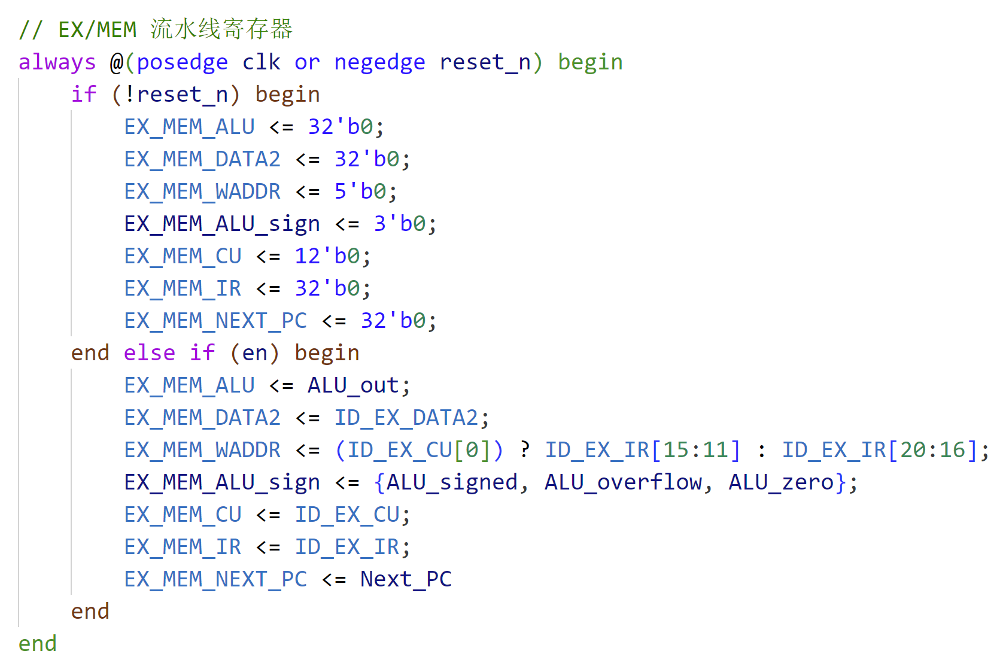 // EX/MEM 流水线寄存器
always @(posedge clk or negedge reset_n) begin
    if (!reset_n) begin
        EX_MEM_ALU <= 32'b0;
        EX_MEM_DATA2 <= 32'b0;
        EX_MEM_WADDR <= 5'b0;
        EX_MEM_ALU_sign <= 3'b0;
        EX_MEM_CU <= 12'b0;
        EX_MEM_IR <= 32'b0;
        EX_MEM_NEXT_PC <= 32'b0;
    end else if (en) begin
        EX_MEM_ALU <= ALU_out;
        EX_MEM_DATA2 <= ID_EX_DATA2;
        EX_MEM_WADDR <= (ID_EX_CU[0]) ? ID_EX_IR[15:11] : ID_EX_IR[20:16];
        EX_MEM_ALU_sign <= {ALU_signed, ALU_overflow, ALU_zero};
        EX_MEM_CU <= ID_EX_CU;
        EX_MEM_IR <= ID_EX_IR;
        EX_MEM_NEXT_PC <= Next_PC
    end
end